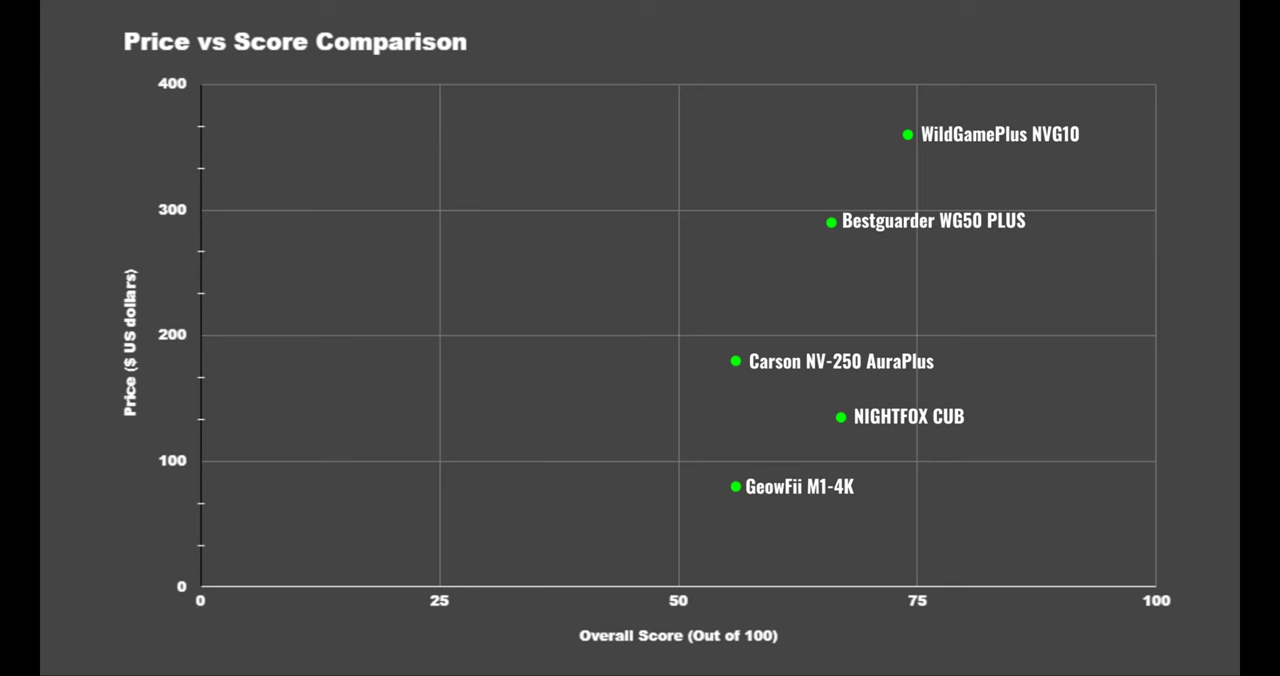 Price vs Score Comparison
400
WildGamePlus NVG10
300
Bestguarder WG50 PLUS
Price ($ US dollars)
200
Carson NV-250 AuraPlus
NIGHTFOX CUB
100
GeowFii M1-4K
0
0 25 50 75 100
Overall Score (Out of 100)